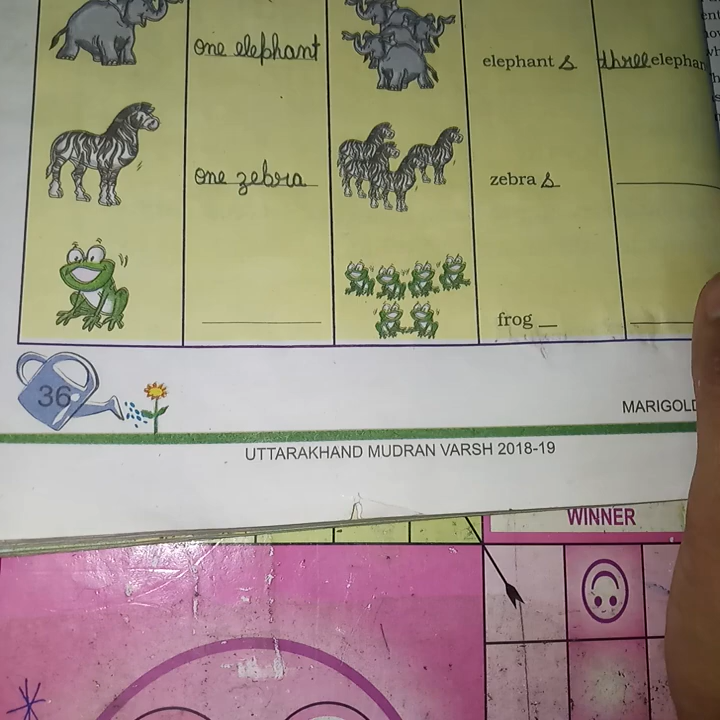 one elephant
elephant s
three elephan
one zebra
zebra s
frog
36
MARIGOLD
UTTARAKHAND MUDRAN VARSH 2018-19
WINNER